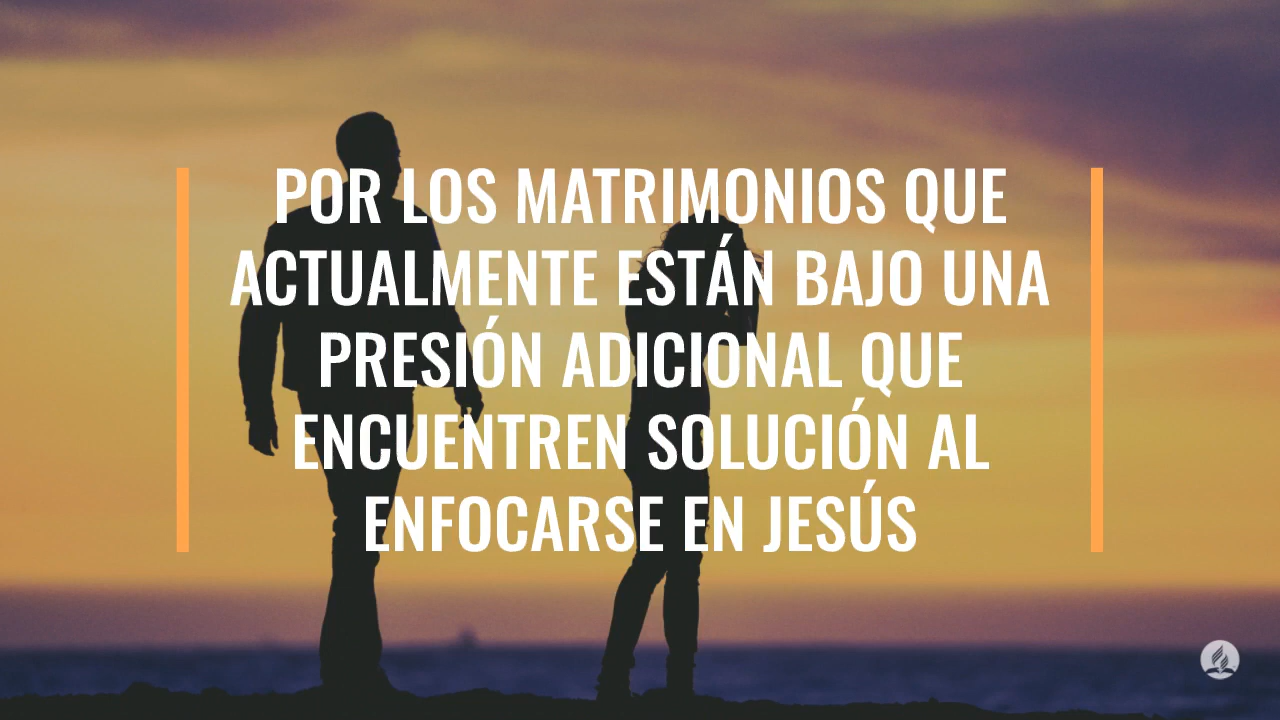 POR LOS MATRIMONIOS QUE
ACTUALMENTE ESTÁN BAJO UNA
PRESIÓN ADICIONAL QUE
ENCUENTREN SOLUCIÓN AL
ENFOCARSE EN JESÚS